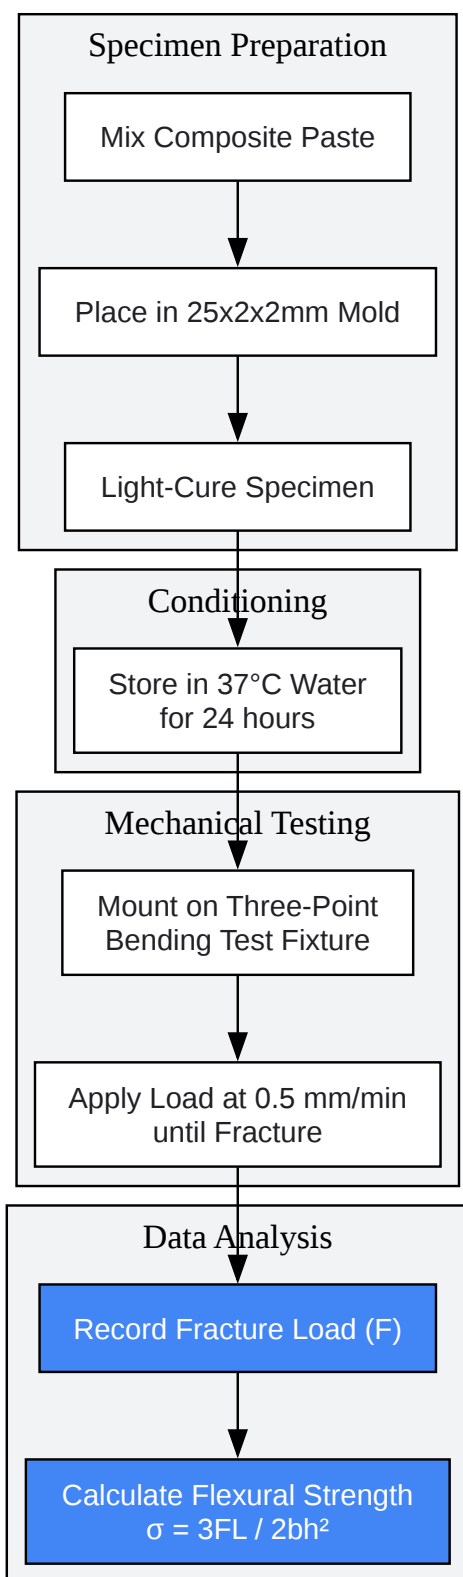 Specimen Preparation
Mix Composite Paste
Place in 25x2x2mm Mold
Light-Cure Specimen
Conditioning
Store in 37°C Water
for 24 hours
Mechanical Testing
Mount on Three-Point
Bending Test Fixture
Apply Load at 0.5 mm/min
until Fracture
Data Analysis
Record Fracture Load (F)
Calculate Flexural Strength
σ = 3FL / 2bh²